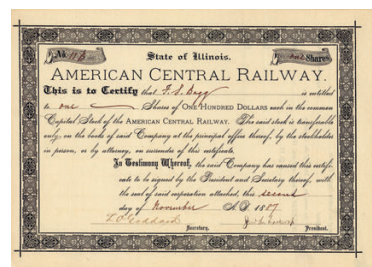 No.
State of Illinois.
Shares
AMERICAN CENTRAL RAILWAY.
This is to Certify that F. S. Bagg is entitled
to one Shares of ONE HUNDRED DOLLARS each in the common
Capital Stock of the AMERICAN CENTRAL RAILWAY. The said stock is transferable
only, on the books of said Company at the principal office thereof, by the stockholder
in person, or by attorney, on surrender of this certificate.
In Testimony Whereof, the said Company has caused this certifi-
cate to be signed by the President and Secretary thereof, with
the seal of said corporation attached, this second
day of November A.D. 1887
Secretary.
President.